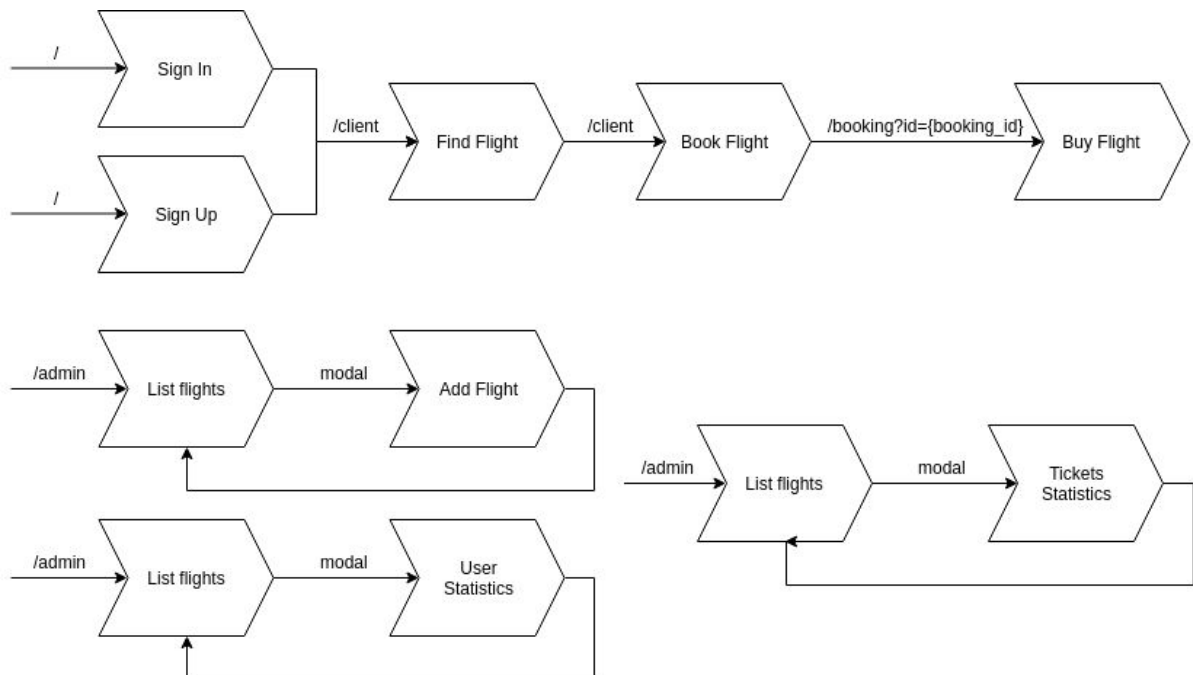 /
Sign In
/client
Find Flight
/client
Book Flight
/booking?id={booking_id}
Buy Flight
/
Sign Up
/admin
List flights
modal
Add Flight
/admin
List flights
modal
Tickets
Statistics
/admin
List flights
modal
User
Statistics